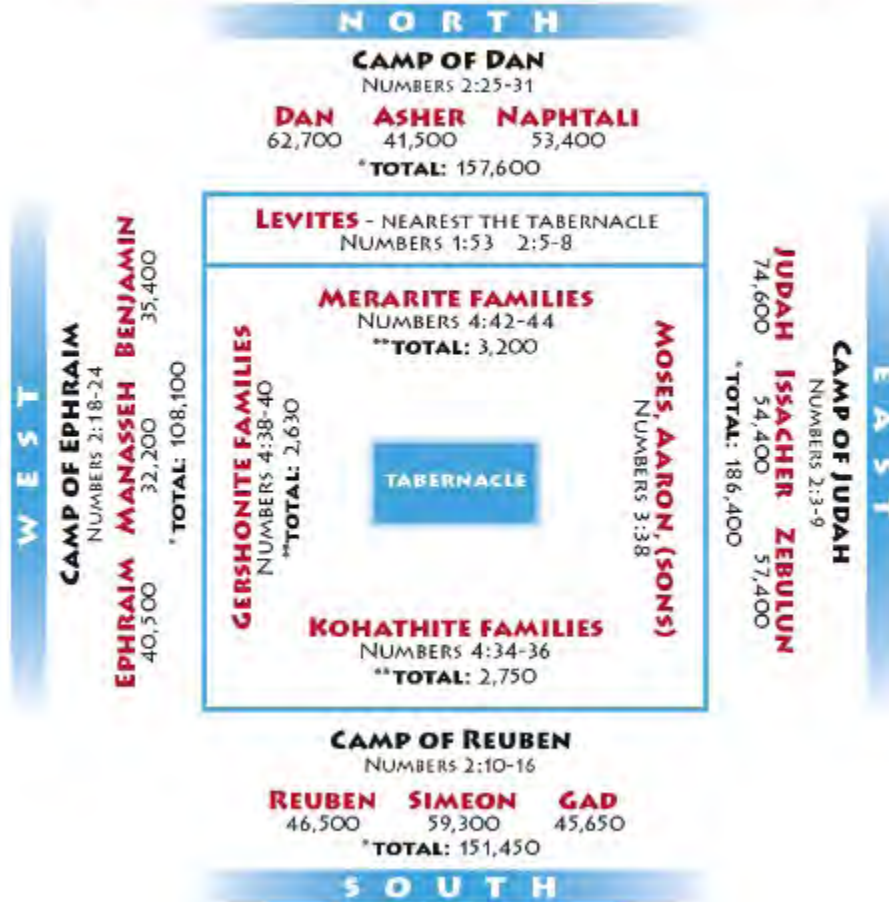 NORTH
CAMP OF DAN
NUMBERS 2:25-31
DAN ASHER NAPHTALI
62,700 41,500 53,400
*TOTAL: 157,600
LEVITES - NEAREST THE TABERNACLE
NUMBERS 1:53 2:5-8
MERARITE FAMILIES
NUMBERS 4:42-44
**TOTAL: 3,200
WEST
CAMP OF EPHRAIM
NUMBERS 2:18-24
EPHRAIM MANASSEH BENJAMIN
40,500 32,200 35,400
*TOTAL: 108,100
GERSHONITE FAMILIES
NUMBERS 4:38-40
**TOTAL: 2,630
TABERNACLE
MOSES, AARON, (SONS)
NUMBERS 3:38
EAST
CAMP OF JUDAH
NUMBERS 2:3-9
JUDAH ISSACHER ZEBULUN
74,600 54,400 57,400
*TOTAL: 186,400
KOHATHITE FAMILIES
NUMBERS 4:34-36
**TOTAL: 2,750
CAMP OF REUBEN
NUMBERS 2:10-16
REUBEN SIMEON GAD
46,500 59,300 45,650
*TOTAL: 151,450
SOUTH